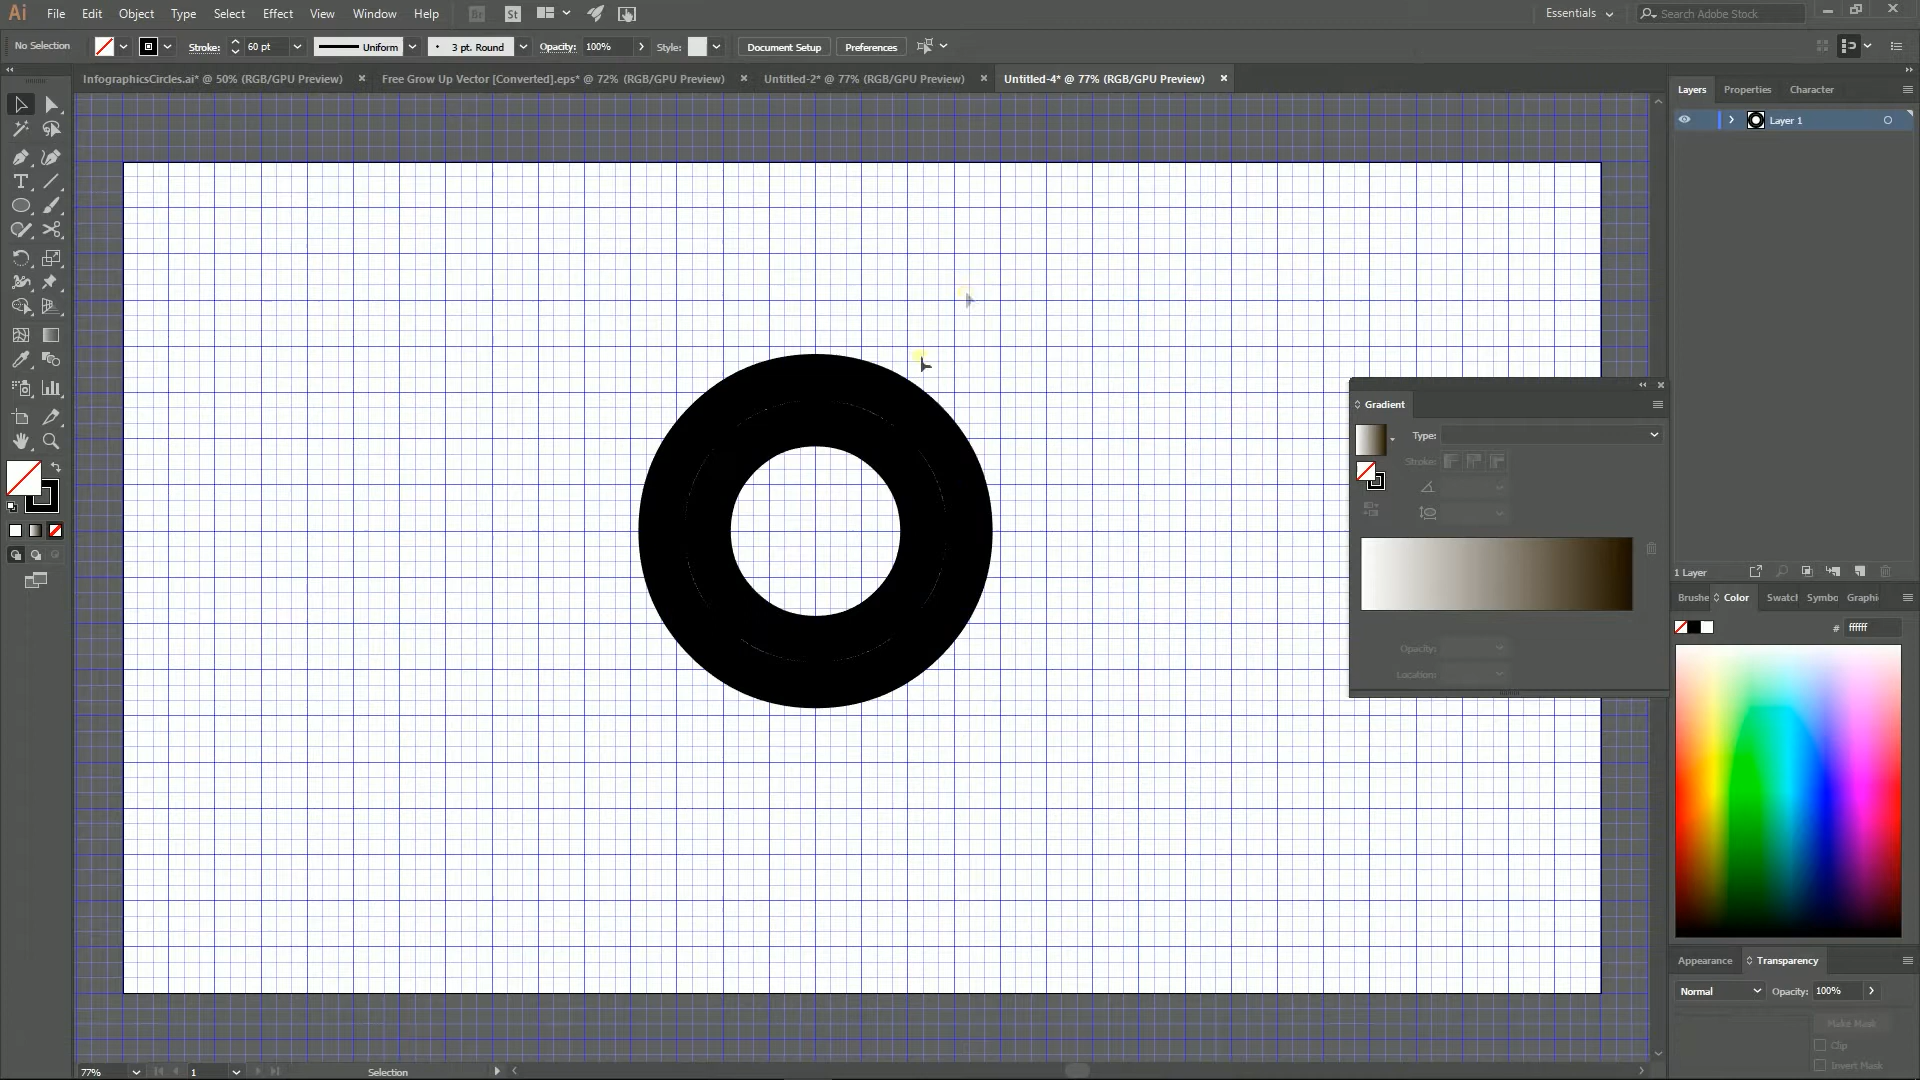 Ai File Edit Object Type Select Effect View Window Help Br St Essentials Search Adobe Stock
No Selection Stroke: 60 pt Uniform 3 pt. Round Opacity: 100% Style: Document Setup Preferences
InfographicsCircles.ai* @ 50% (RGB/GPU Preview) Free Grow Up Vector [Converted].eps* @ 72% (RGB/GPU Preview) Untitled-2* @ 77% (RGB/GPU Preview) Untitled-4* @ 77% (RGB/GPU Preview)
Layers Properties Character
Layer 1
Gradient
Type:
Stroke:
Opacity:
Location:
1 Layer
Brushe Color Swatcl Symbo Graphi
# ffffff
Appearance Transparency
Normal Opacity: 100%
Make Mask
Clip
Invert Mask
77% 1 Selection